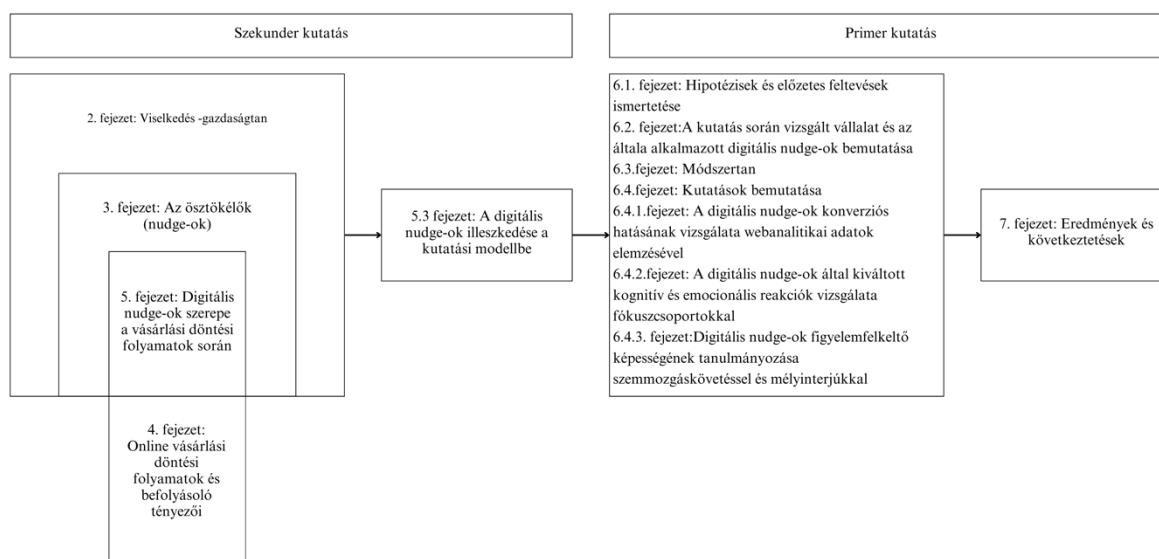 Szekunder kutatás
Primer kutatás
2. fejezet: Viselkedés -gazdaságtan
3. fejezet: Az ösztökélők
(nudge-ok)
5. fejezet: Digitális
nudge-ok szerepe
a vásárlási döntési
folyamatok során
4. fejezet:
Online vásárlási
döntési
folyamatok és
befolyásoló
tényezői
5.3 fejezet: A digitális
nudge-ok illeszkedése a
kutatási modellbe
6.1. fejezet: Hipotézisek és előzetes feltevések
ismertetése
6.2. fejezet:A kutatás során vizsgált vállalat és az
általa alkalmazott digitális nudge-ok bemutatása
6.3.fejezet: Módszertan
6.4.fejezet: Kutatások bemutatása
6.4.1.fejezet: A digitális nudge-ok konverziós
hatásának vizsgálata webanalitikai adatok
elemzésével
6.4.2.fejezet: A digitális nudge-ok által kiváltott
kognitív és emocionális reakciók vizsgálata
fókuszcsoportokkal
6.4.3. fejezet:Digitális nudge-ok figyelemfelkeltő
képességének tanulmányozása
szemmozgáskövetéssel és mélyinterjúkkal
7. fejezet: Eredmények és
következtetések